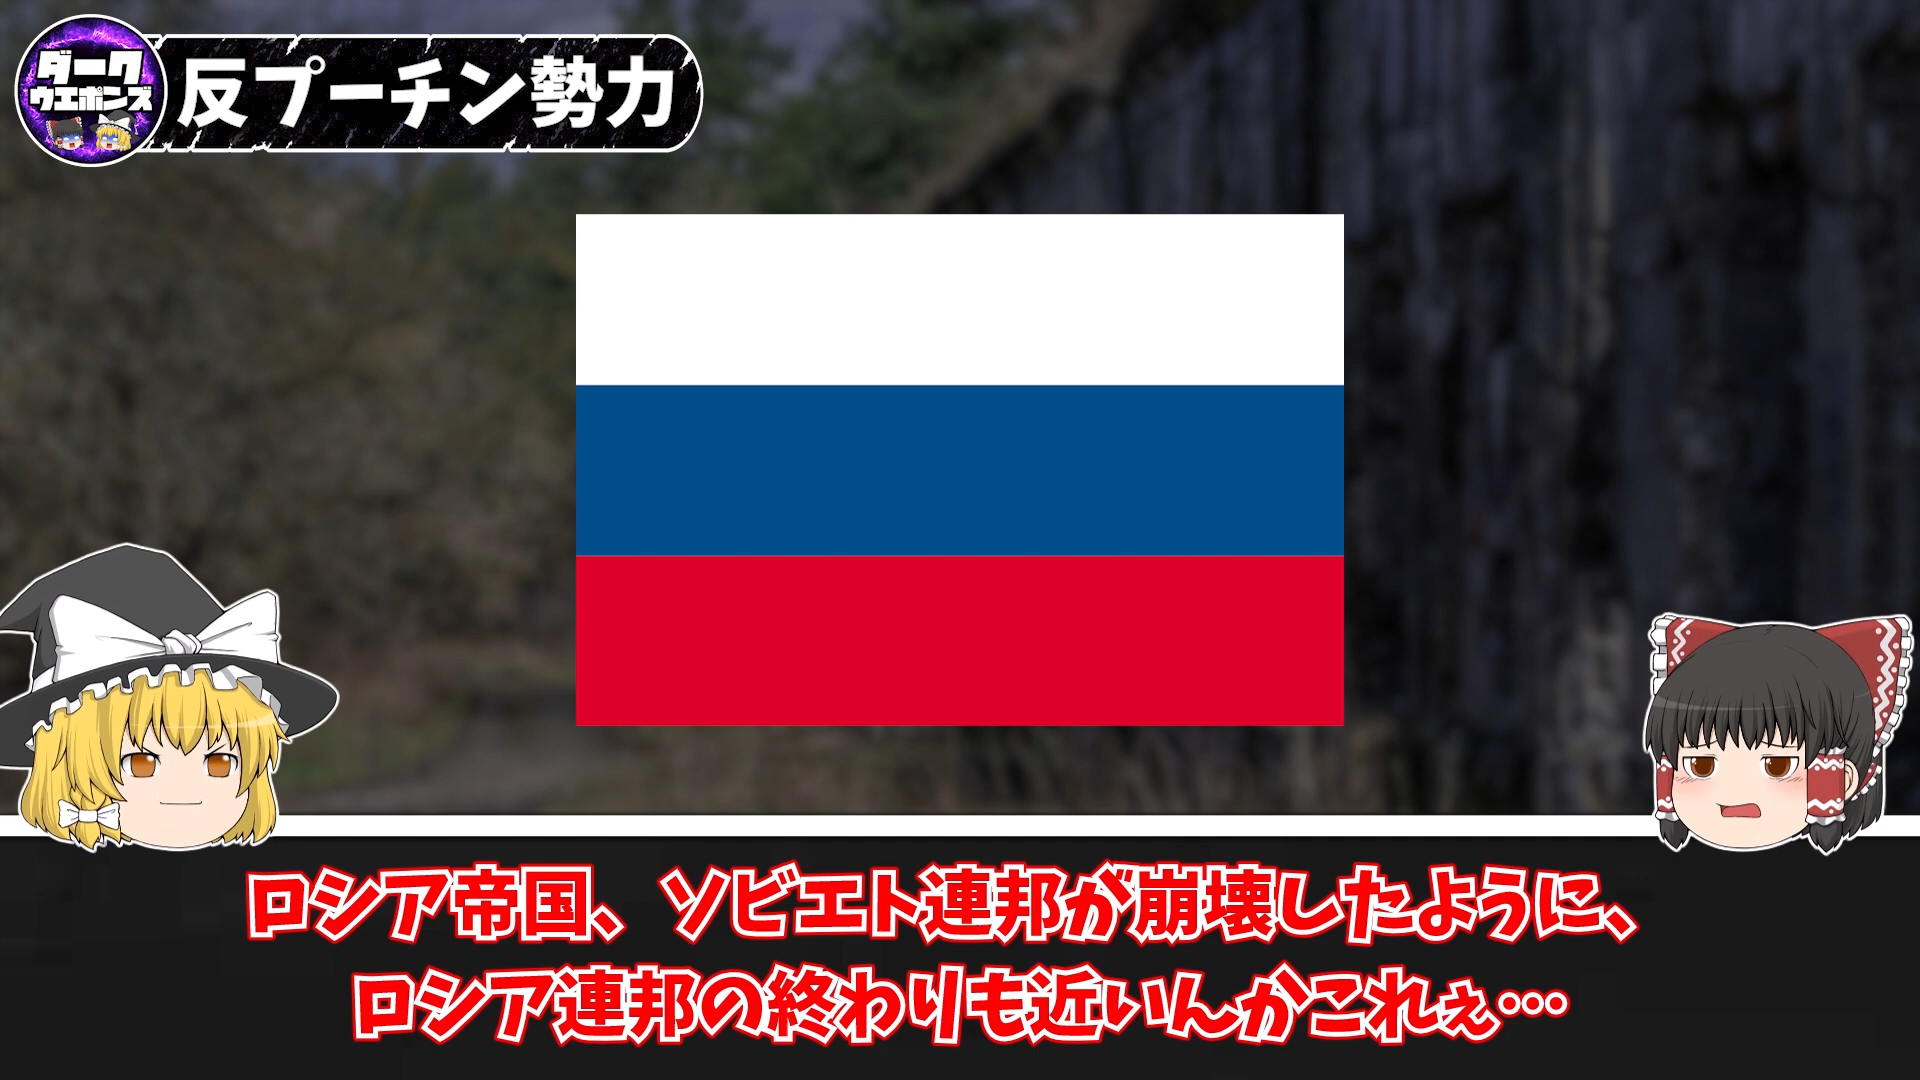 ダーク
ウエポンズ
反プーチン勢力
ロシア帝国、ソビエト連邦が崩壊したように、
ロシア連邦の終わりも近いんかこれぇ…